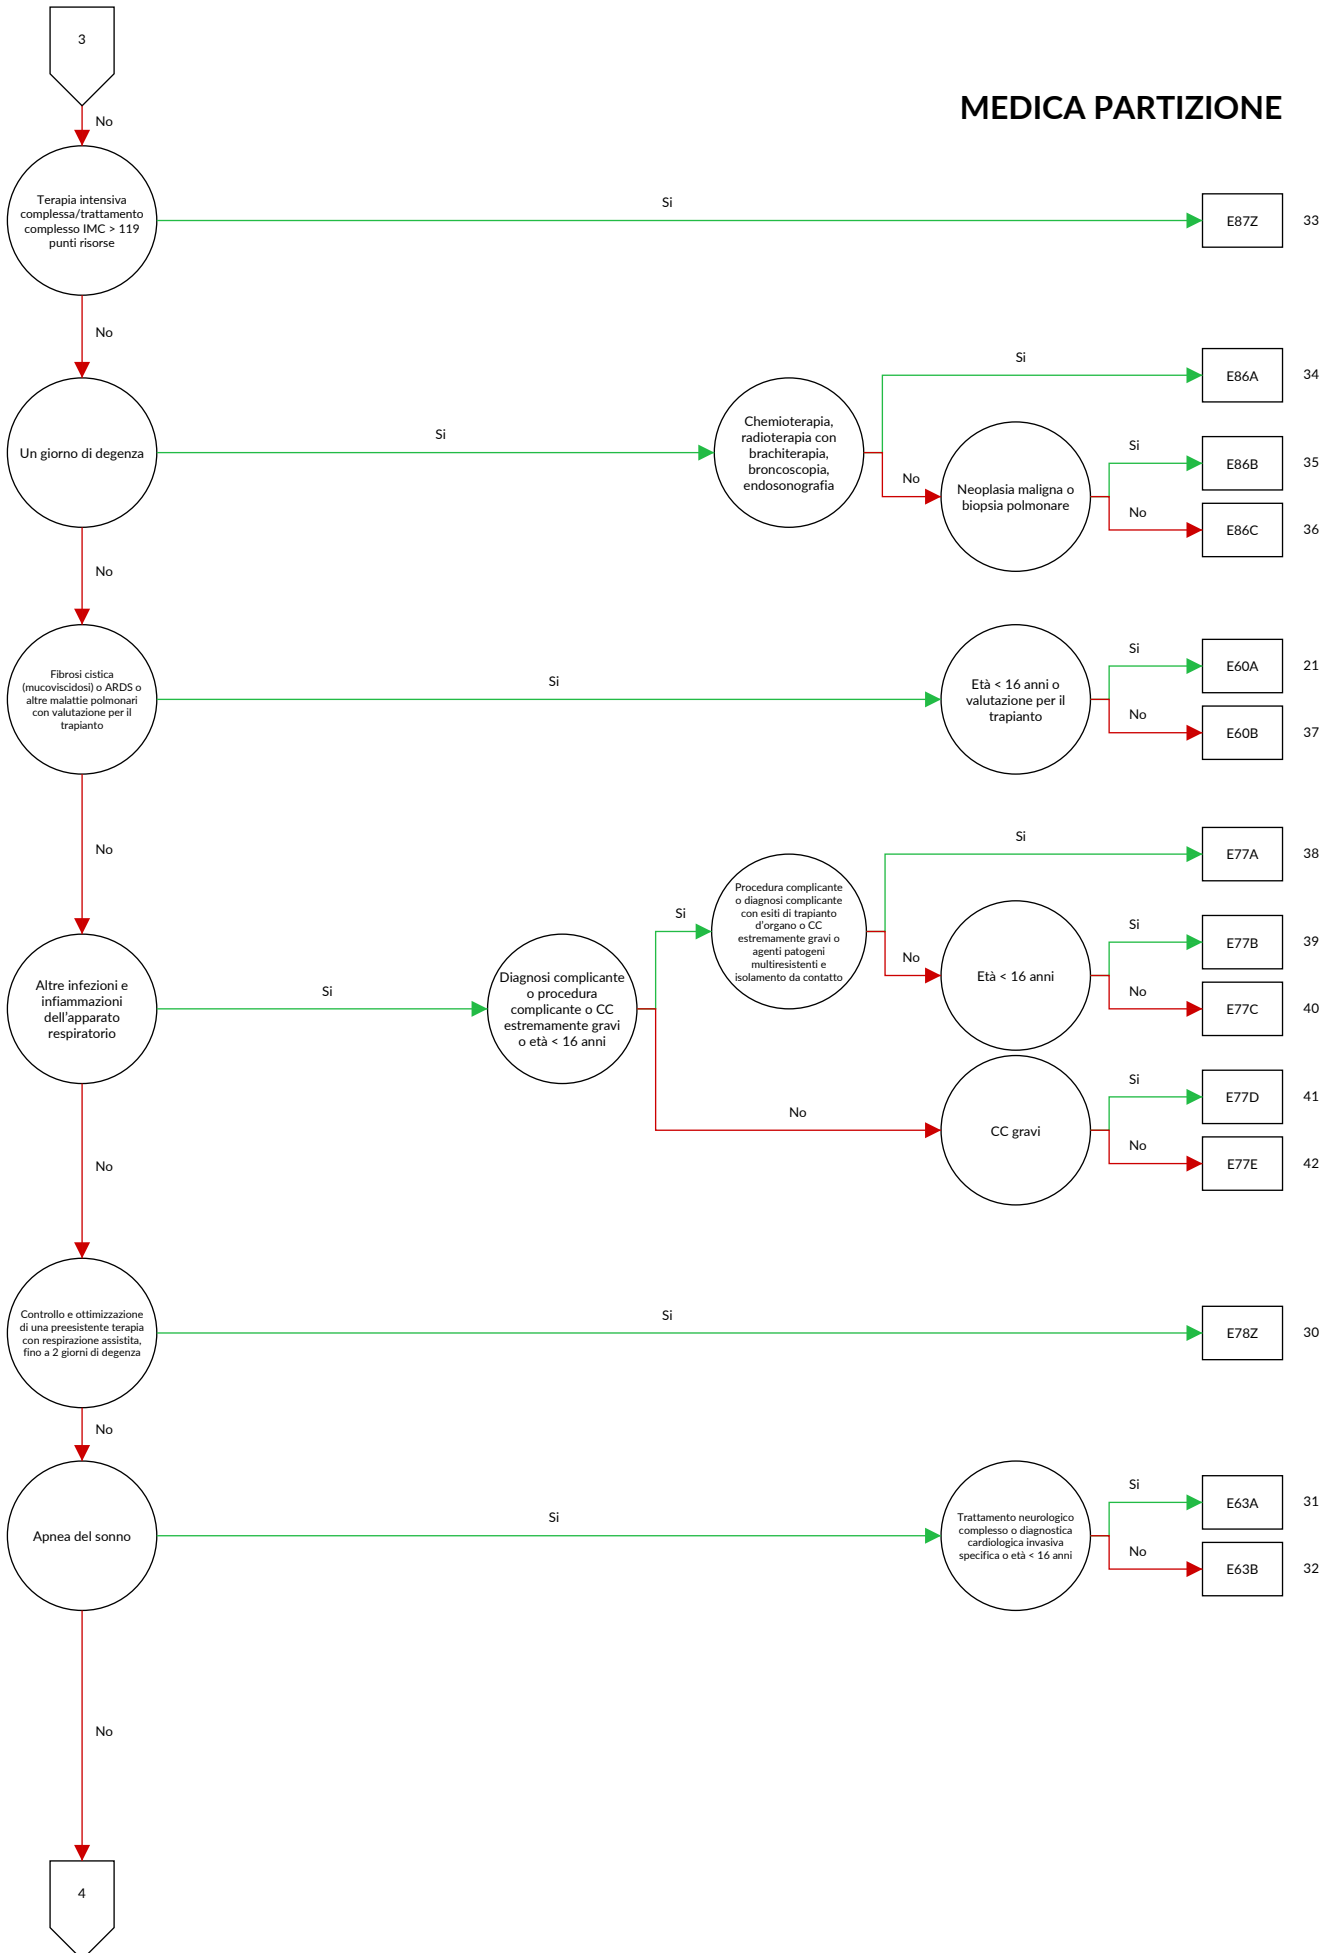 3
MEDICA PARTIZIONE
No
Terapia intensiva
complessa/trattamento
complesso IMC > 119
punti risorse
Si
E87Z
33
No
Un giorno di degenza
Si
Chemioterapia,
radioterapia con
brachiterapia,
broncoscopia,
endosonografia
Si
E86A
34
No
Neoplasia maligna o
biopsia polmonare
Si
E86B
35
No
E86C
36
No
Fibrosi cistica
(mucoviscidosi) o ARDS o
altre malattie polmonari
con valutazione per il
trapianto
Si
Età < 16 anni o
valutazione per il
trapianto
Si
E60A
21
No
E60B
37
No
Altre infezioni e
infiammazioni
dell'apparato
respiratorio
Si
Diagnosi complicante
o procedura
complicante o CC
estremamente gravi
o età < 16 anni
Si
Procedura complicante
o diagnosi complicante
con esiti di trapianto
d'organo o CC
estremamente gravi o
agenti patogeni
multiresistenti e
isolamento da contatto
Si
E77A
38
No
Età < 16 anni
Si
E77B
39
No
E77C
40
No
CC gravi
Si
E77D
41
No
E77E
42
No
Controllo e ottimizzazione
di una preesistente terapia
con respirazione assistita,
fino a 2 giorni di degenza
Si
E78Z
30
No
Apnea del sonno
Si
Trattamento neurologico
complesso o diagnostica
cardiologica invasiva
specifica o età < 16 anni
Si
E63A
31
No
E63B
32
No
4